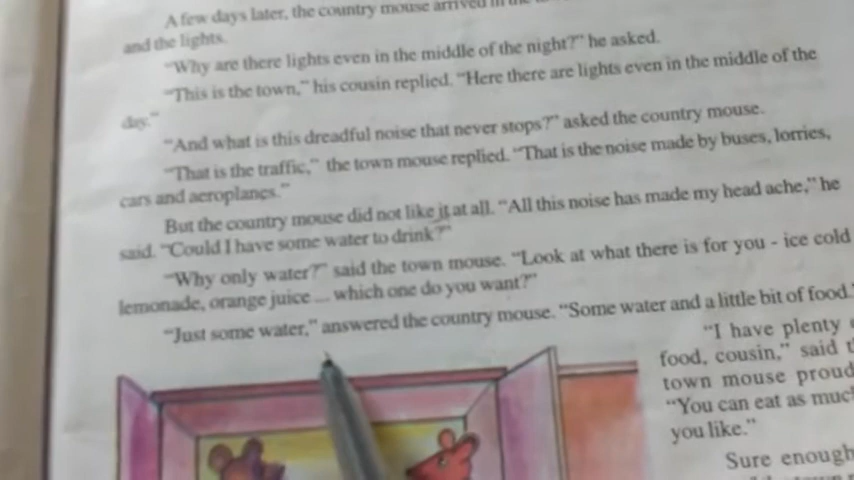 A few days later, the country mouse arrived in the
and the lights.
"Why are there lights even in the middle of the night?" he asked.
"This is the town," his cousin replied. "Here there are lights even in the middle of the
day."
"And what is this dreadful noise that never stops?" asked the country mouse.
"That is the traffic," the town mouse replied. "That is the noise made by buses, lorries,
cars and aeroplanes."
But the country mouse did not like it at all. "All this noise has made my head ache," he
said. "Could I have some water to drink?"
"Why only water?" said the town mouse. "Look at what there is for you - ice cold
lemonade, orange juice ... which one do you want?"
"Just some water," answered the country mouse. "Some water and a little bit of food."
"I have plenty
food, cousin," said
town mouse
"You can eat as
you like."
Sure enough